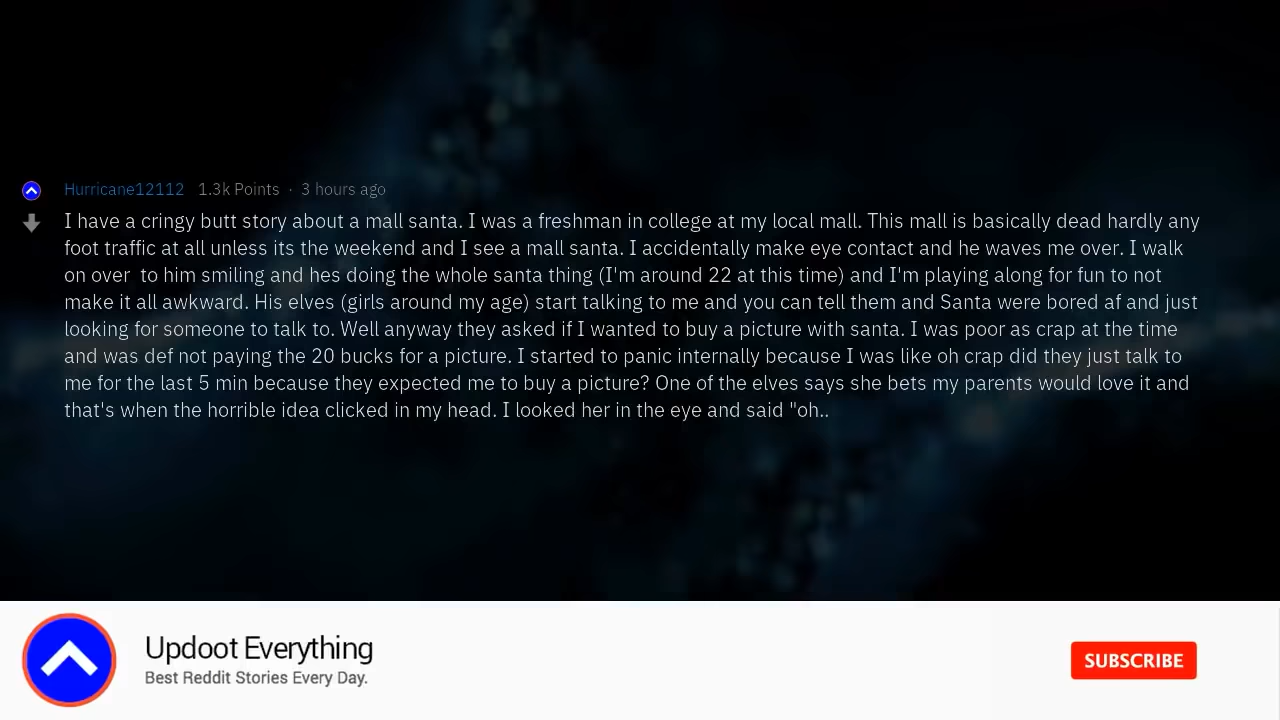 Hurricane12112 1.3k Points · 3 hours ago
I have a cringy butt story about a mall santa. I was a freshman in college at my local mall. This mall is basically dead hardly any
foot traffic at all unless its the weekend and I see a mall santa. I accidentally make eye contact and he waves me over. I walk
on over  to him smiling and hes doing the whole santa thing (I'm around 22 at this time) and I'm playing along for fun to not
make it all awkward. His elves (girls around my age) start talking to me and you can tell them and Santa were bored af and just
looking for someone to talk to. Well anyway they asked if I wanted to buy a picture with santa. I was poor as crap at the time
and was def not paying the 20 bucks for a picture. I started to panic internally because I was like oh crap did they just talk to
me for the last 5 min because they expected me to buy a picture? One of the elves says she bets my parents would love it and
that's when the horrible idea clicked in my head. I looked her in the eye and said "oh..
Updoot Everything
Best Reddit Stories Every Day.
SUBSCRIBE